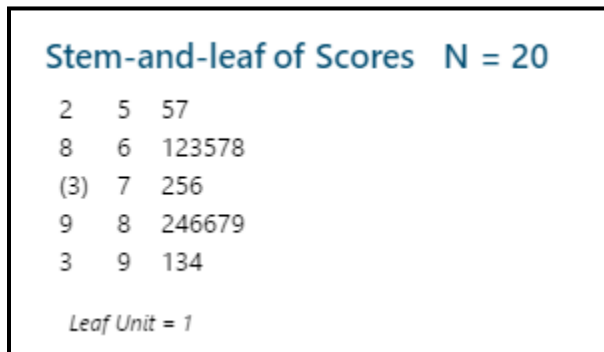 Stem-and-leaf of Scores N = 20
2 5 57
8 6 123578
(3) 7 256
9 8 246679
3 9 134
Leaf Unit = 1